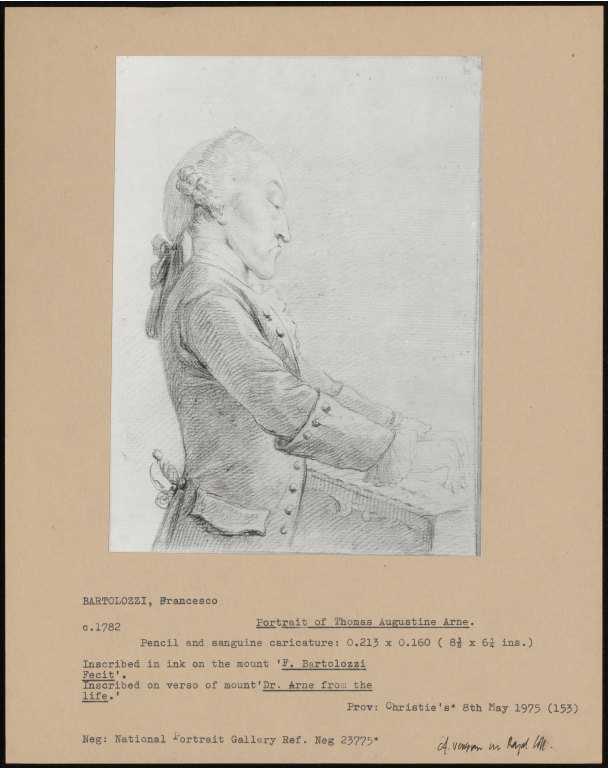 BARTOLOZZI, Francesco
c.1782
Portrait of Thomas Augustine Arne.
Pencil and sanguine caricature: 0.213 x 0.160 ( 8⅜ x 6¼ ins.)
Inscribed in ink on the mount 'F. Bartolozzi
Fecit'.
Inscribed on verso of mount'Dr. Arne from the
life.'
Prov: Christie's* 8th May 1975 (153)
Neg: National Portrait Gallery Ref. Neg 23775*
cf. version in Royal